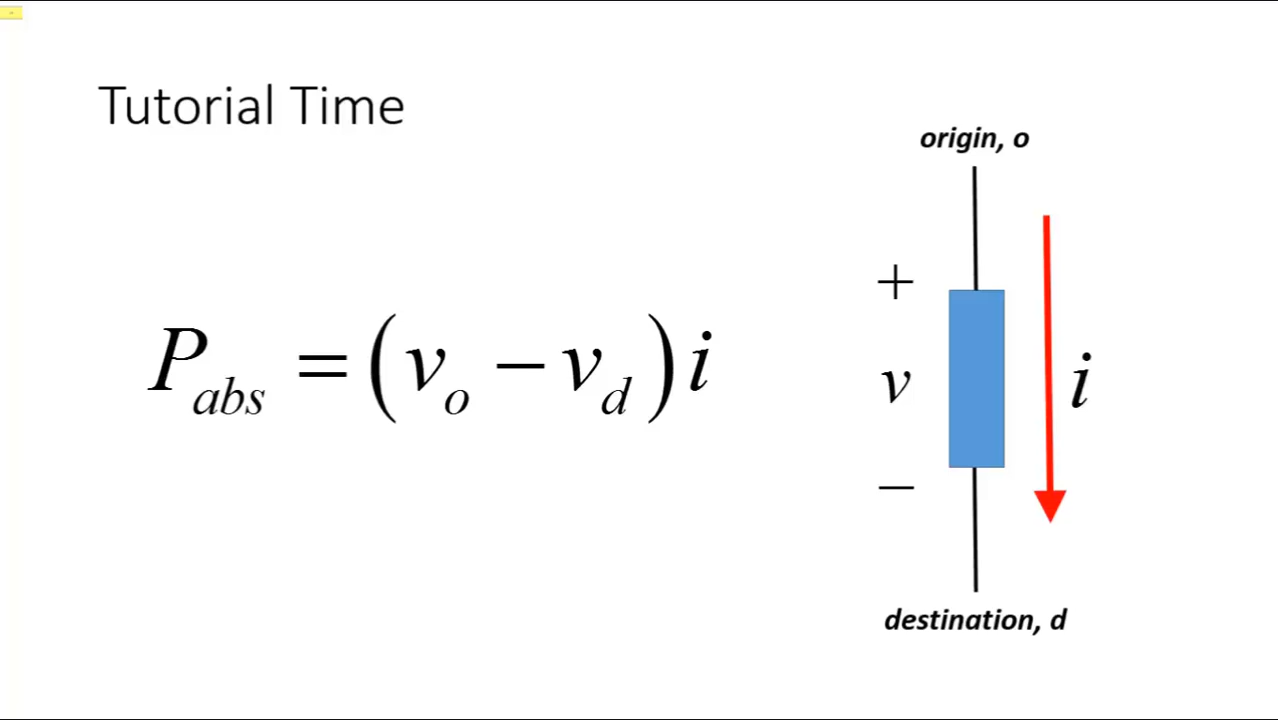 Tutorial Time
origin, o
+
P_abs = (v_o − v_d) i
v
i
−
destination, d